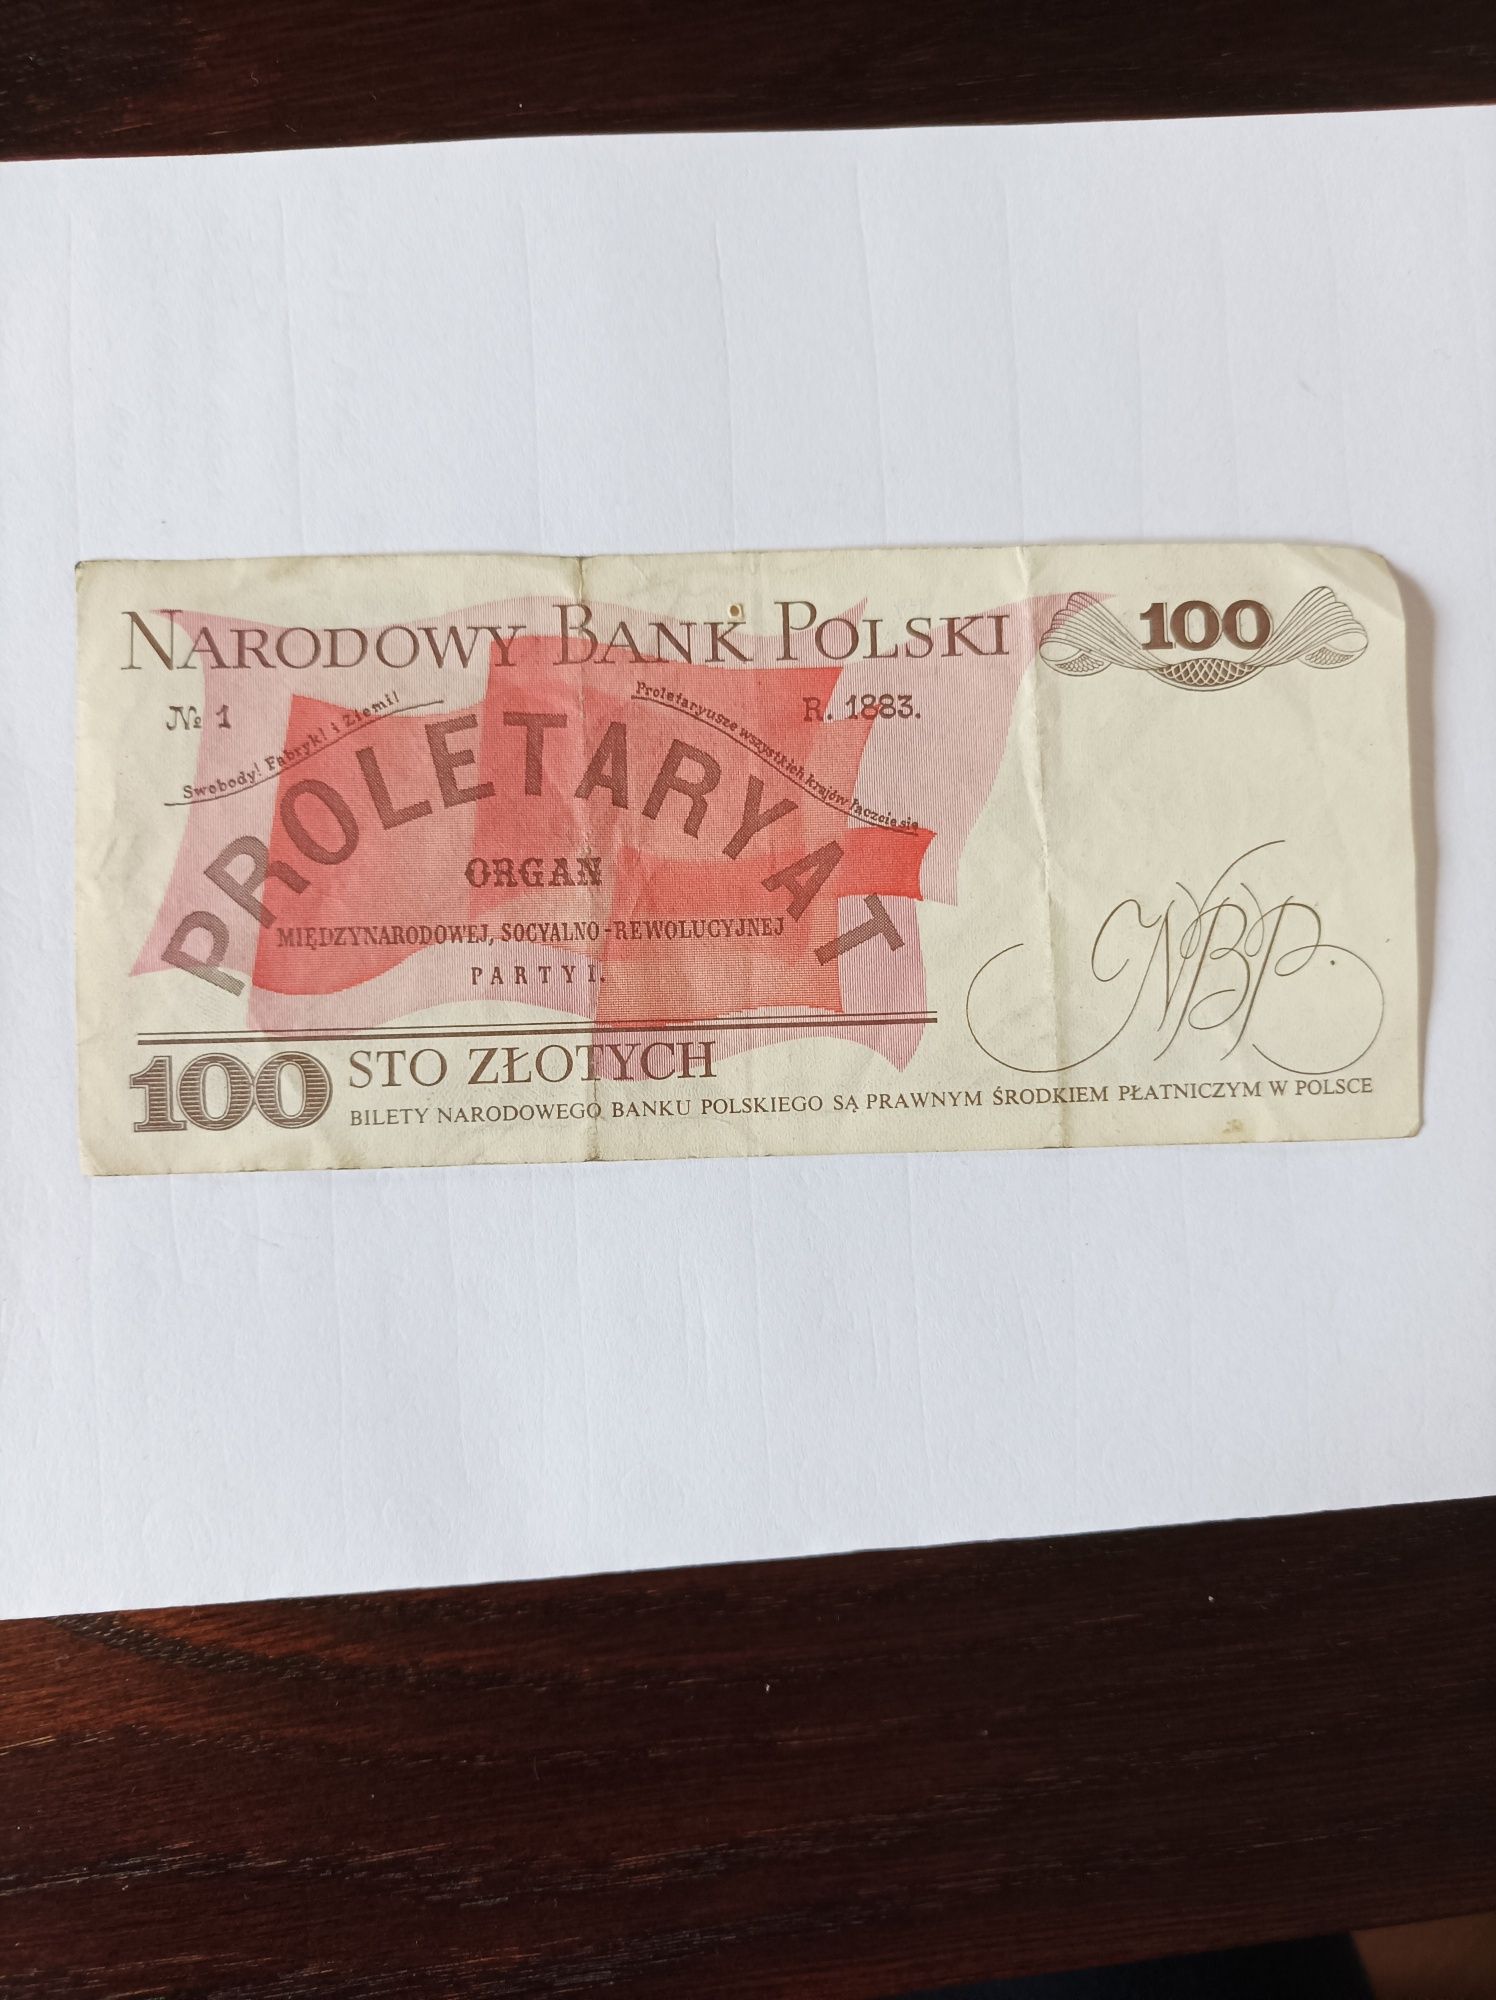 NARODOWY BANK POLSKI 100
№ 1
Swobody! Fabryk! i Ziemi!
Proletaryusze wszystkich krajów łączcie się
R. 1883.
PROLETARYAT
ORGAN
MIĘDZYNARODOWEJ, SOCYALNO-REWOLUCYJNEJ
PARTYI.
NBP.
100 STO ZŁOTYCH
BILETY NARODOWEGO BANKU POLSKIEGO SĄ PRAWNYM ŚRODKIEM PŁATNICZYM W POLSCE